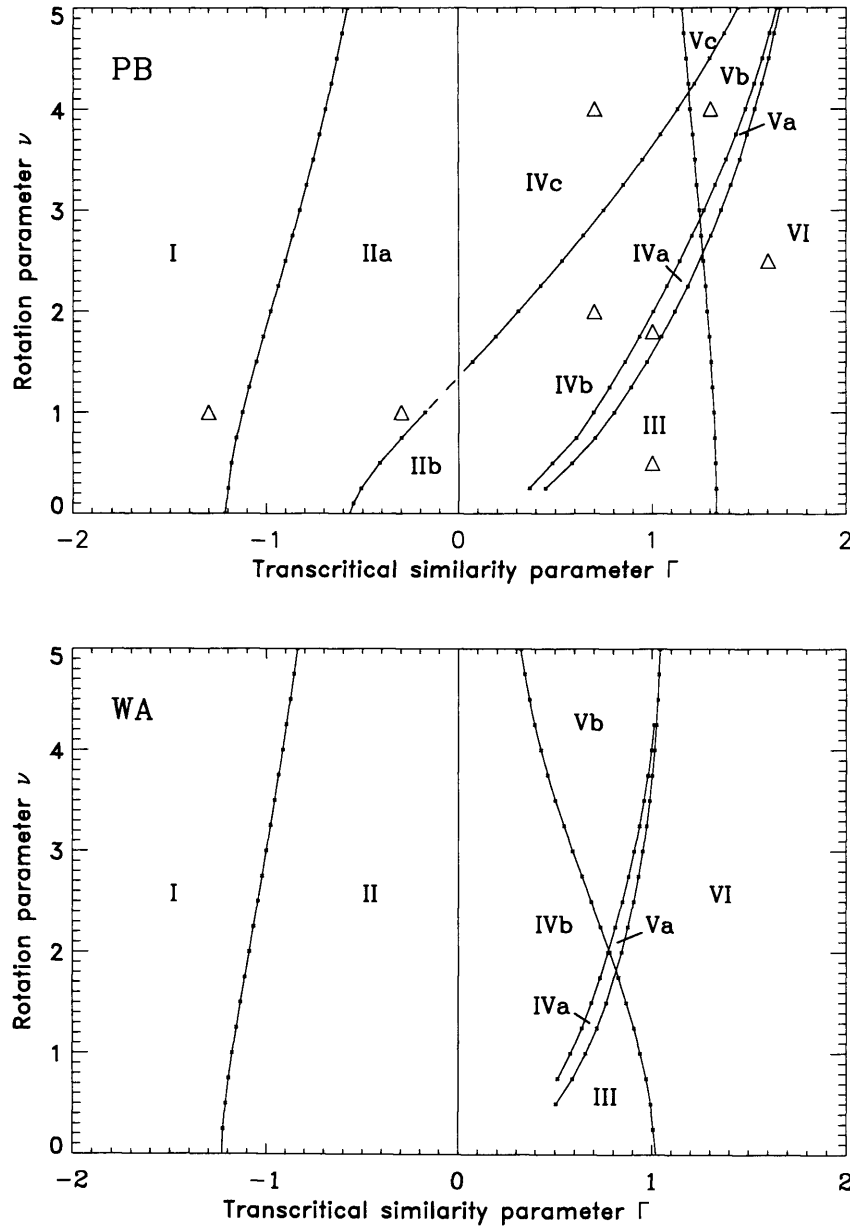 5
4
3
2
1
0
Rotation parameter ν
PB
I
IIa
IIb
IVc
IVb
IVa
III
Vc
Vb
Va
VI
−2
−1
0
1
2
Transcritical similarity parameter Γ
5
4
3
2
1
0
Rotation parameter ν
WA
I
II
IVb
IVa
III
Vb
Va
VI
−2
−1
0
1
2
Transcritical similarity parameter Γ